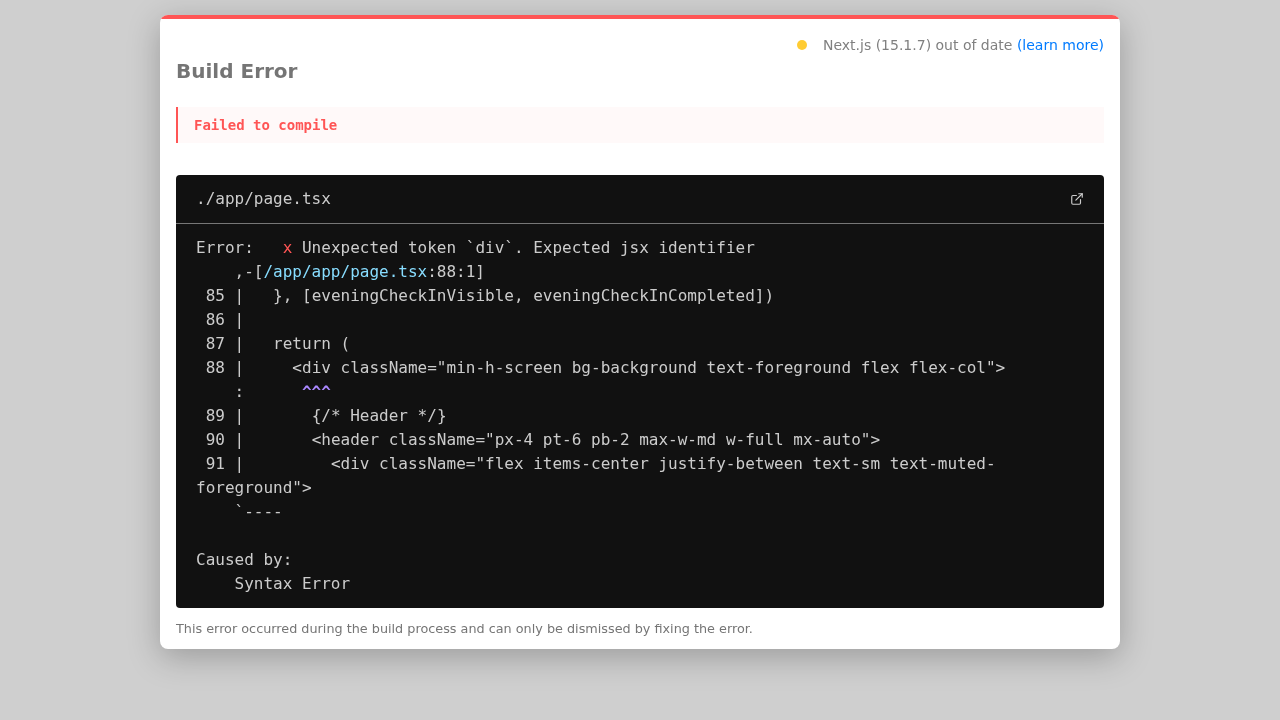 Next.js (15.1.7) out of date (learn more)
Build Error
Failed to compile
./app/page.tsx
Error:   x Unexpected token `div`. Expected jsx identifier
    ,-[/app/app/page.tsx:88:1]
 85 |   }, [eveningCheckInVisible, eveningCheckInCompleted])
 86 |
 87 |   return (
 88 |     <div className="min-h-screen bg-background text-foreground flex flex-col">
    :      ^^^
 89 |       {/* Header */}
 90 |       <header className="px-4 pt-6 pb-2 max-w-md w-full mx-auto">
 91 |         <div className="flex items-center justify-between text-sm text-muted-
foreground">
    `----
Caused by:
    Syntax Error
This error occurred during the build process and can only be dismissed by fixing the error.